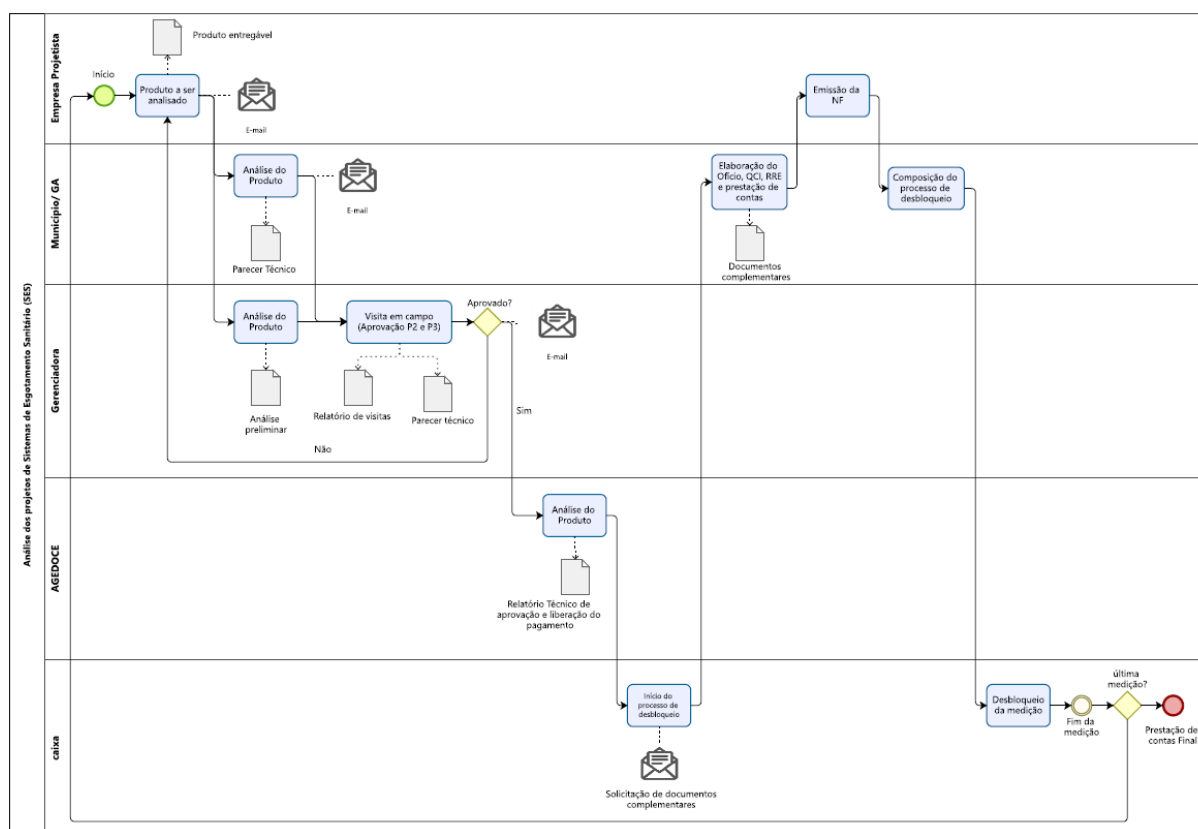 Análise dos projetos de Sistemas de Esgotamento Sanitário (SES)
Empresa Projetista
Produto entregável
Início
Produto a ser
analisado
E-mail
Emissão da
NF
Município/ GA
Análise do
Produto
E-mail
Parecer Técnico
Elaboração do
Ofício, QCI, RRE
e prestação de
contas
Documentos
complementares
Composição do
processo de
desbloqueio
Gerenciadora
Análise do
Produto
Análise
preliminar
Visita em campo
(Aprovação P2 e P3)
Relatório de visitas
Parecer técnico
Aprovado?
E-mail
Sim
Não
AGEDOCE
Análise do
Produto
Relatório Técnico de
aprovação e liberação do
pagamento
caixa
Início do
processo de
desbloqueio
Solicitação de documentos
complementares
Desbloqueio
da medição
Fim da
medição
última
medição?
Prestação de
contas Final